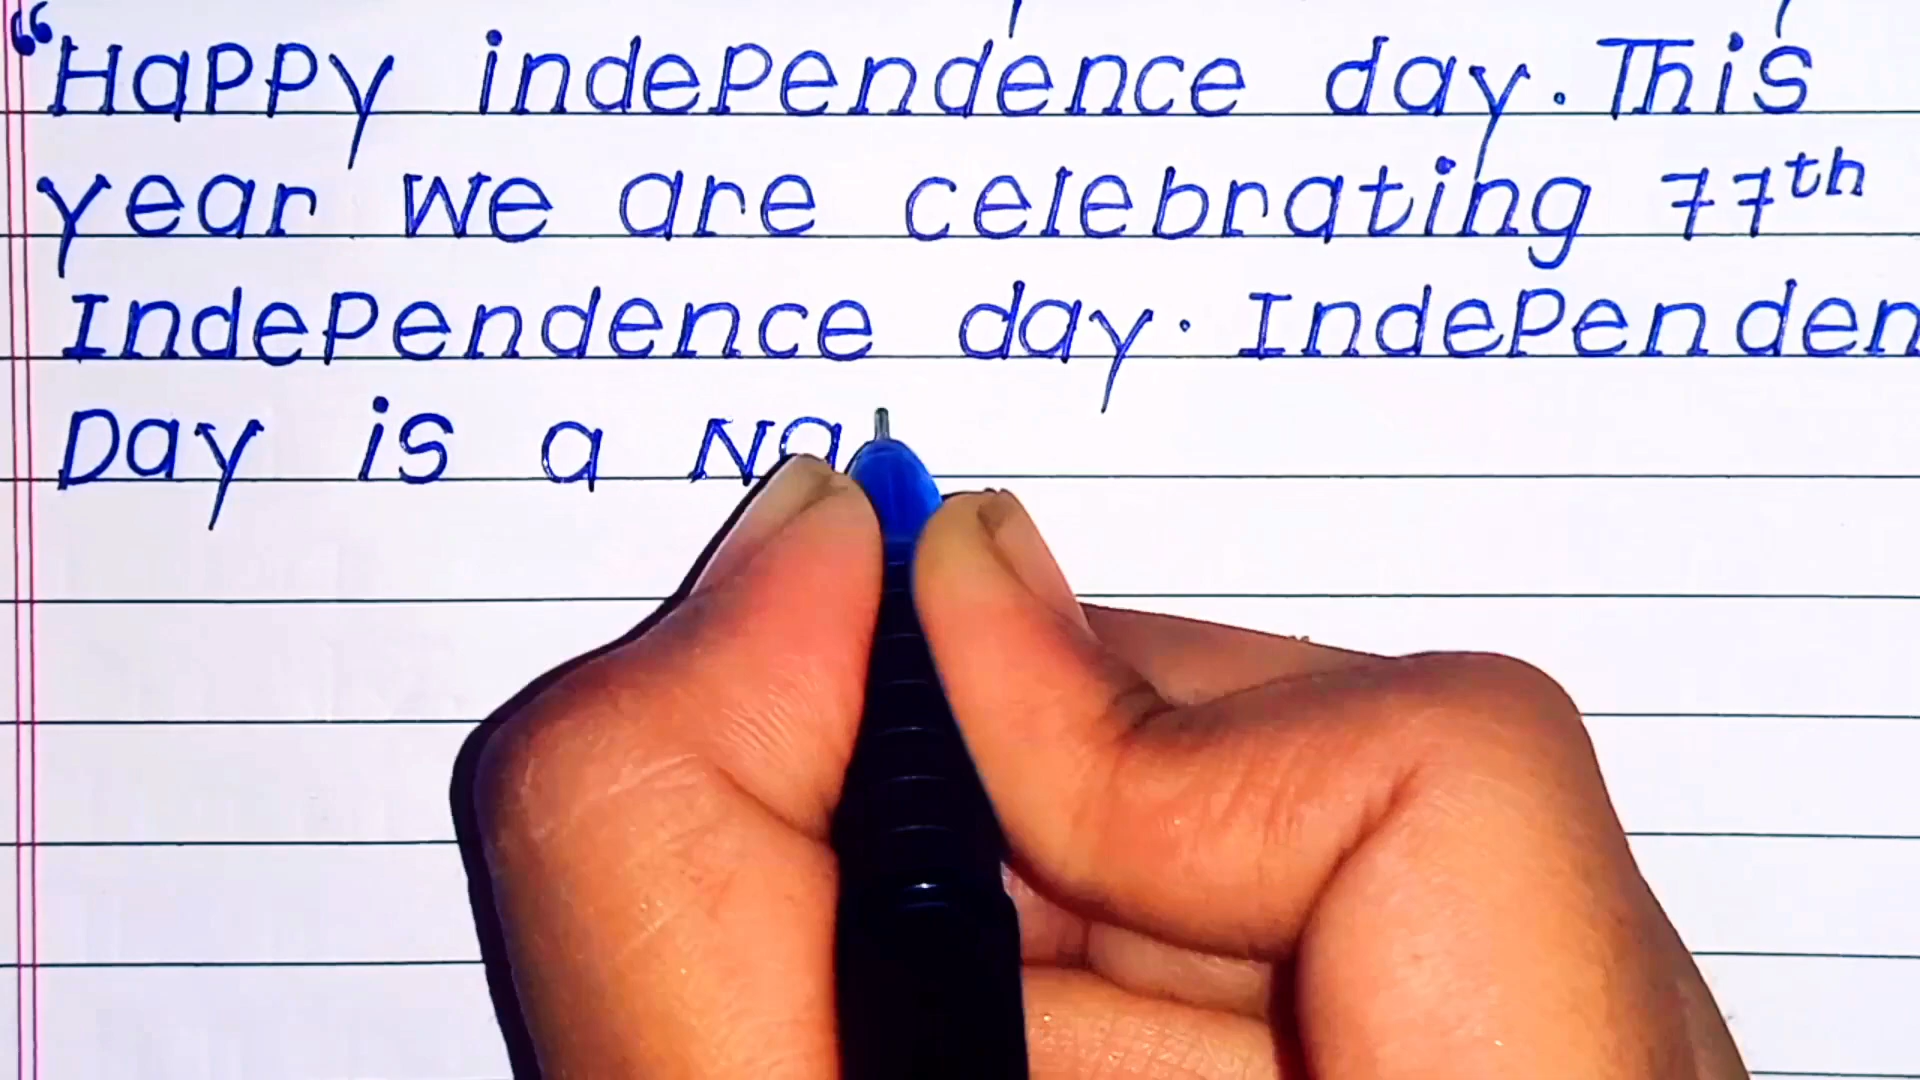 “Happy independence day. This
year we are celebrating 77th
Independence day. Independen
Day is a Na